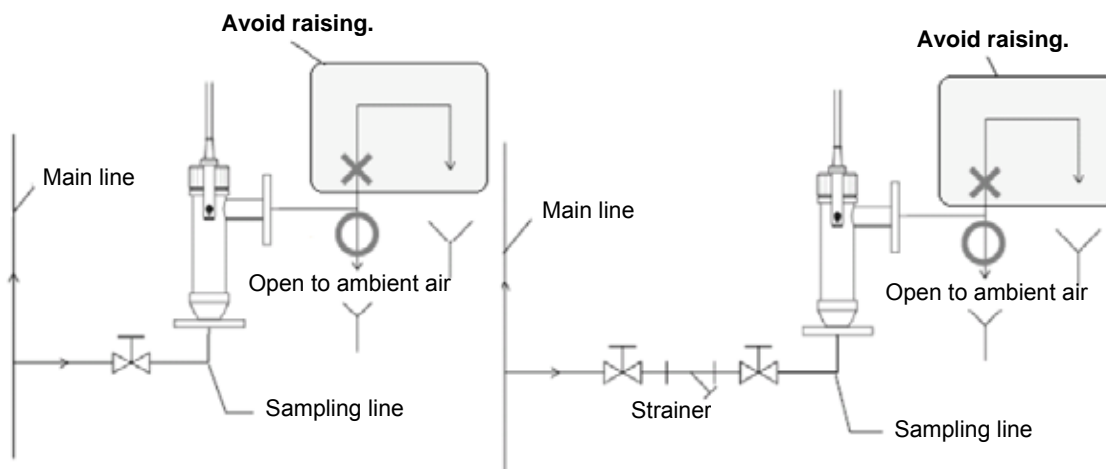 Avoid raising.
Main line
Open to ambient air
Sampling line
Avoid raising.
Main line
Open to ambient air
Strainer
Sampling line